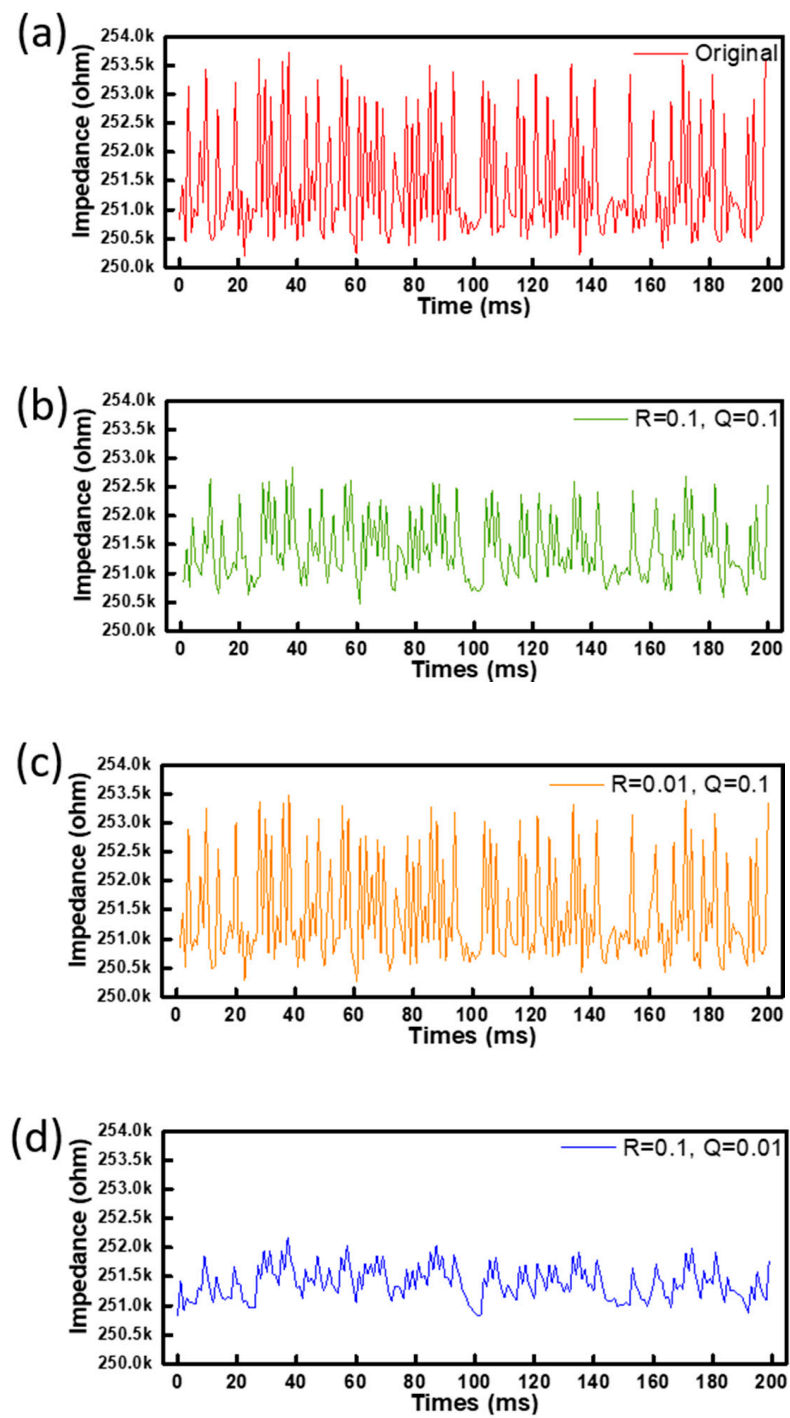 (a)
Impedance (ohm)
254.0k
253.5k
253.0k
252.5k
252.0k
251.5k
251.0k
250.5k
250.0k
Original
0 20 40 60 80 100 120 140 160 180 200
Time (ms)
(b)
Impedance (ohm)
254.0k
253.5k
253.0k
252.5k
252.0k
251.5k
251.0k
250.5k
250.0k
R=0.1, Q=0.1
0 20 40 60 80 100 120 140 160 180 200
Times (ms)
(c)
Impedance (ohm)
254.0k
253.5k
253.0k
252.5k
252.0k
251.5k
251.0k
250.5k
250.0k
R=0.01, Q=0.1
0 20 40 60 80 100 120 140 160 180 200
Times (ms)
(d)
Impedance (ohm)
254.0k
253.5k
253.0k
252.5k
252.0k
251.5k
251.0k
250.5k
250.0k
R=0.1, Q=0.01
0 20 40 60 80 100 120 140 160 180 200
Times (ms)